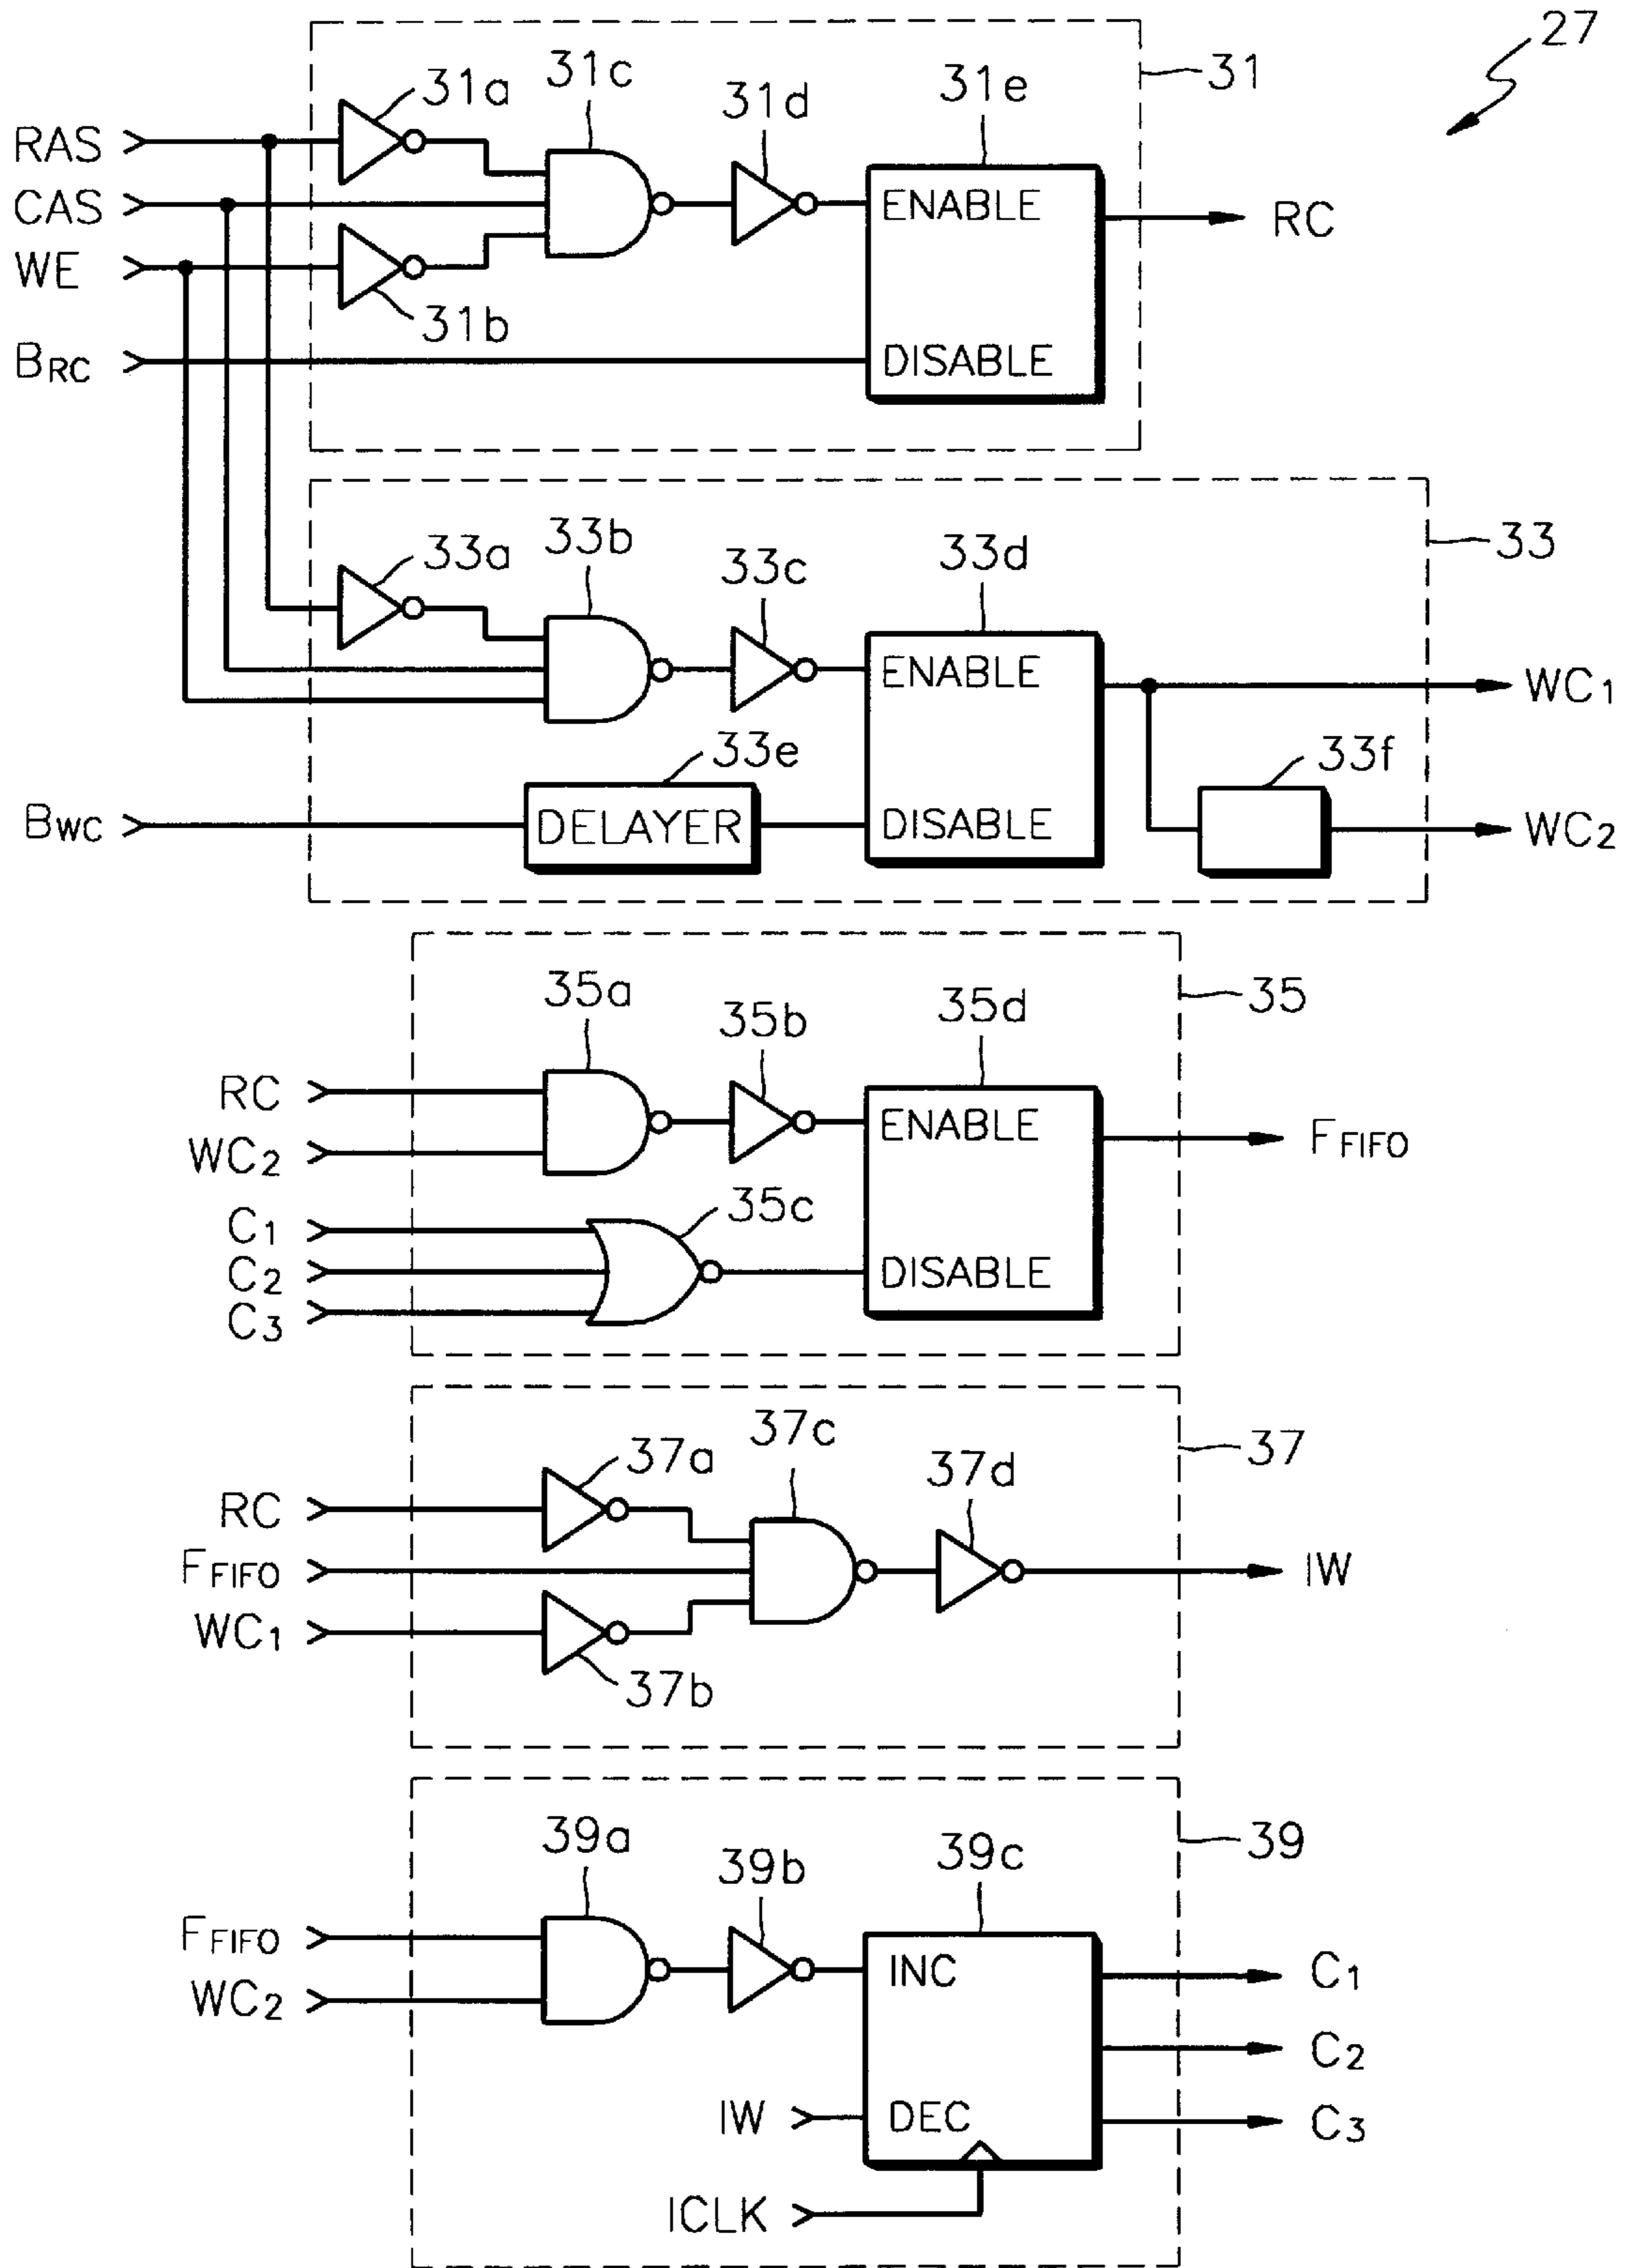 27
31
31a
31c
31d
31e
RAS
CAS
WE
BRC
31b
ENABLE
DISABLE
RC
33
33a
33b
33c
33d
ENABLE
DISABLE
33e
DELAYER
BWC
33f
WC1
WC2
35
35a
35b
35d
RC
WC2
C1
C2
C3
35c
ENABLE
DISABLE
FFIFO
37
37a
37c
37d
RC
FFIFO
WC1
37b
IW
39
39a
39b
39c
FFIFO
WC2
INC
DEC
IW
ICLK
C1
C2
C3